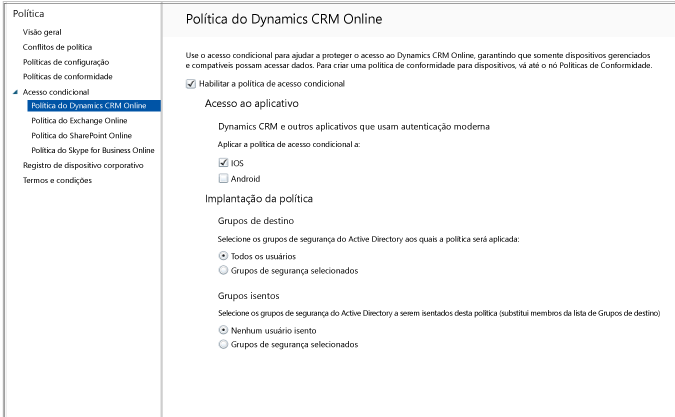 Política
Visão geral
Conflitos de política
Políticas de configuração
Políticas de conformidade
Acesso condicional
Política do Dynamics CRM Online
Política do Exchange Online
Política do SharePoint Online
Política do Skype for Business Online
Registro de dispositivo corporativo
Termos e condições
Política do Dynamics CRM Online
Use o acesso condicional para ajudar a proteger o acesso ao Dynamics CRM Online, garantindo que somente dispositivos gerenciados
e compatíveis possam acessar dados. Para criar uma política de conformidade para dispositivos, vá até o nó Políticas de Conformidade.
Habilitar a política de acesso condicional
Acesso ao aplicativo
Dynamics CRM e outros aplicativos que usam autenticação moderna
Aplicar a política de acesso condicional a:
IOS
Android
Implantação da política
Grupos de destino
Selecione os grupos de segurança do Active Directory aos quais a política será aplicada:
Todos os usuários
Grupos de segurança selecionados
Grupos isentos
Selecione os grupos de segurança do Active Directory a serem isentados desta política (substitui membros da lista de Grupos de destino)
Nenhum usuário isento
Grupos de segurança selecionados